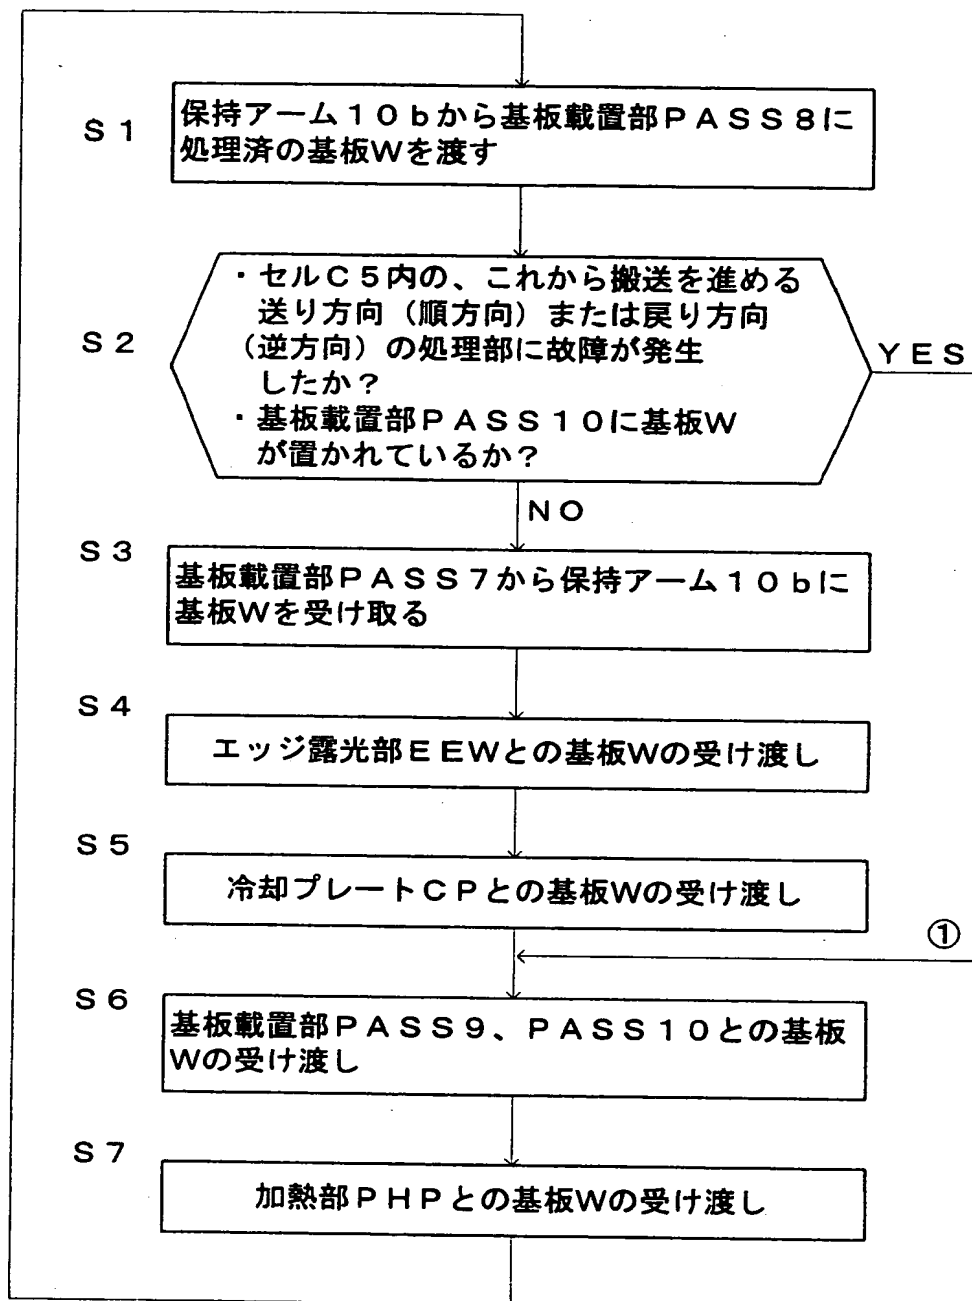 S1
保持アーム10bから基板載置部PASS8に
処理済の基板Wを渡す
S2
・セルC5内の、これから搬送を進める
送り方向(順方向)または戻り方向
(逆方向)の処理部に故障が発生
したか?
・基板載置部PASS10に基板W
が置かれているか?
YES
NO
S3
基板載置部PASS7から保持アーム10bに
基板Wを受け取る
S4
エッジ露光部EEWとの基板Wの受け渡し
S5
冷却プレートCPとの基板Wの受け渡し
①
S6
基板載置部PASS9、PASS10との基板
Wの受け渡し
S7
加熱部PHPとの基板Wの受け渡し